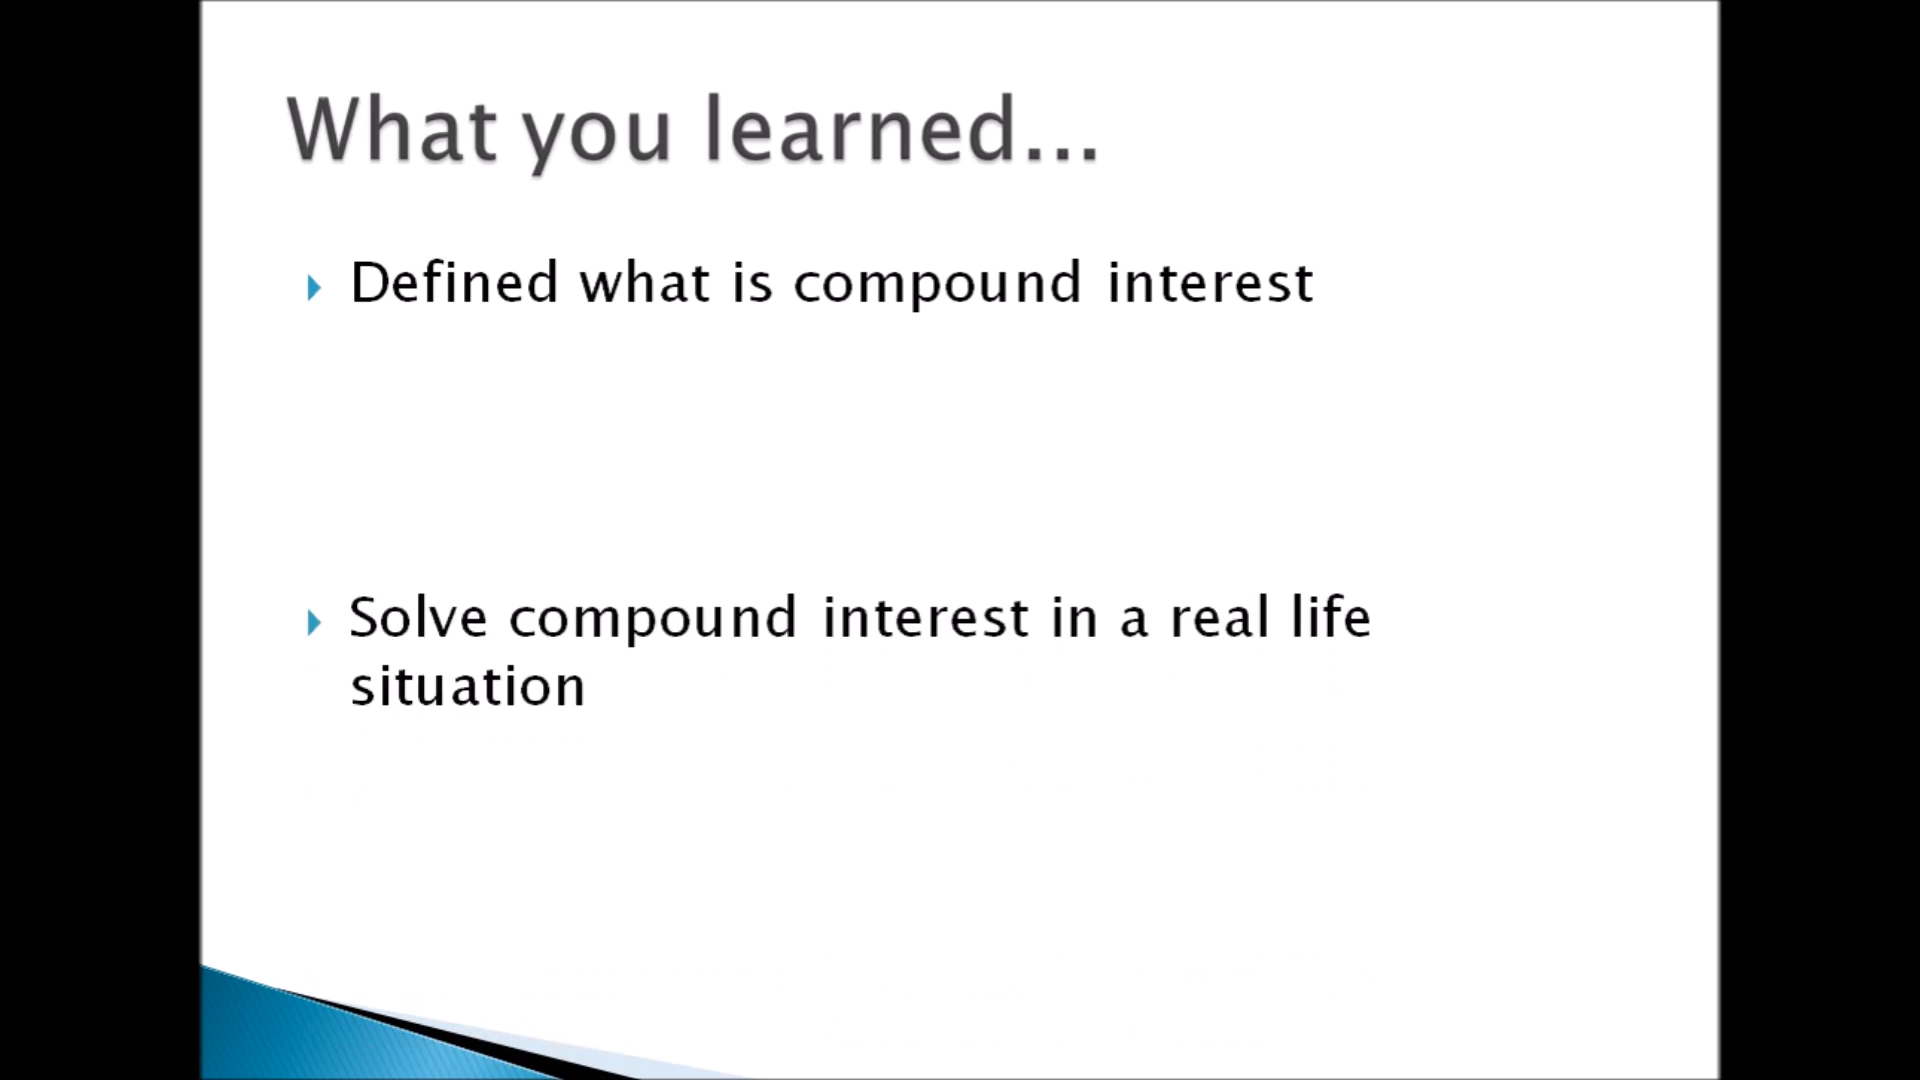 What you learned...
Defined what is compound interest
Solve compound interest in a real life
situation